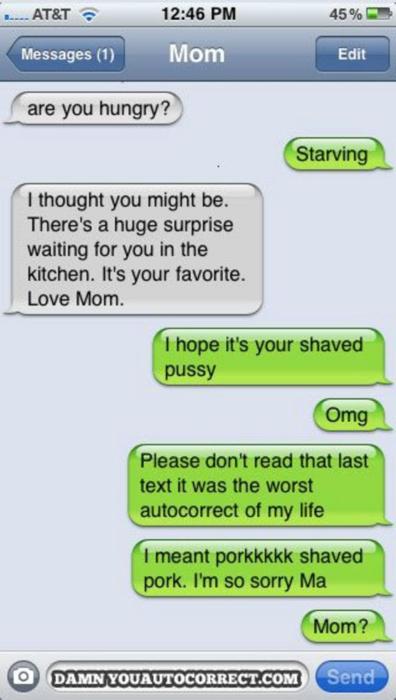 AT&T 12:46 PM 45%
Messages (1) Mom Edit
are you hungry?
Starving
I thought you might be.
There's a huge surprise
waiting for you in the
kitchen. It's your favorite.
Love Mom.
I hope it's your shaved
pussy
Omg
Please don't read that last
text it was the worst
autocorrect of my life
I meant porkkkkk shaved
pork. I'm so sorry Ma
Mom?
DAMNYOUAUTOCORRECT.COM Send